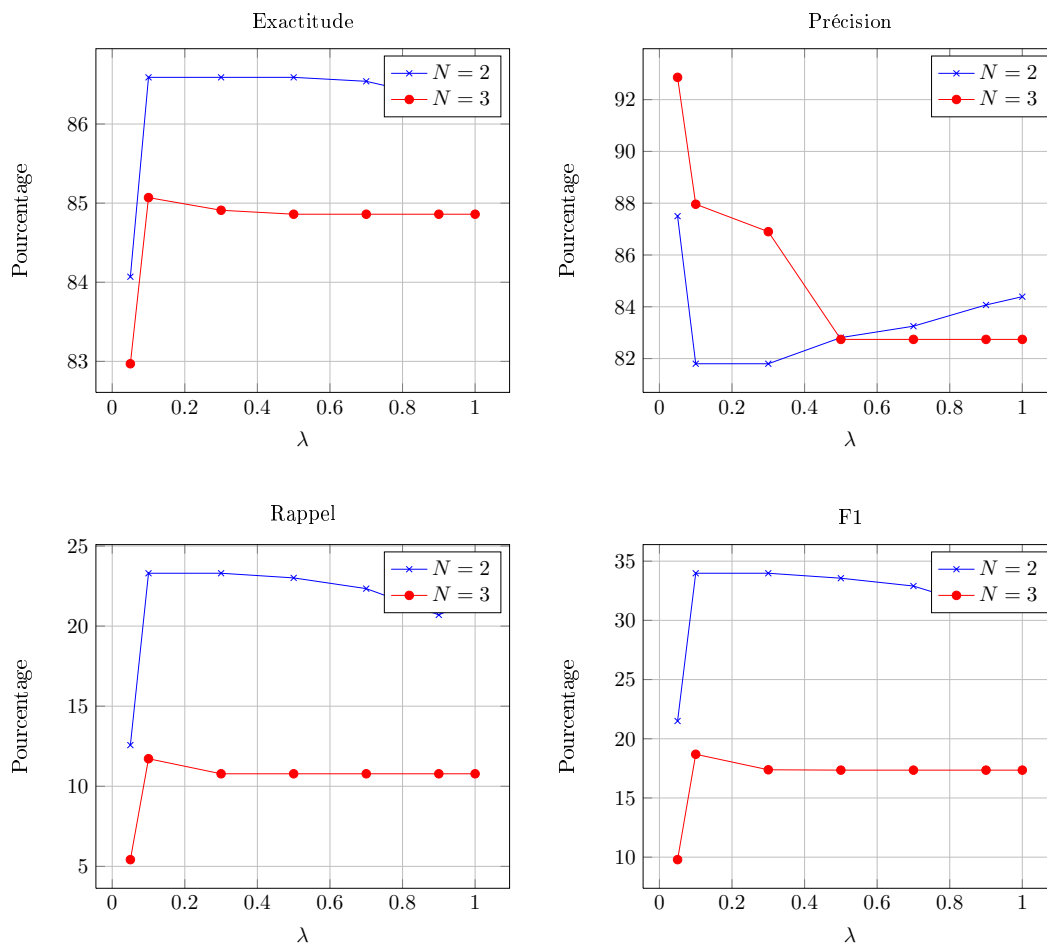 Exactitude
Pourcentage
86
85
84
83
0 0.2 0.4 0.6 0.8 1
λ
N = 2
N = 3
Précision
Pourcentage
92
90
88
86
84
82
0 0.2 0.4 0.6 0.8 1
λ
N = 2
N = 3
Rappel
Pourcentage
25
20
15
10
5
0 0.2 0.4 0.6 0.8 1
λ
N = 2
N = 3
F1
Pourcentage
35
30
25
20
15
10
0 0.2 0.4 0.6 0.8 1
λ
N = 2
N = 3